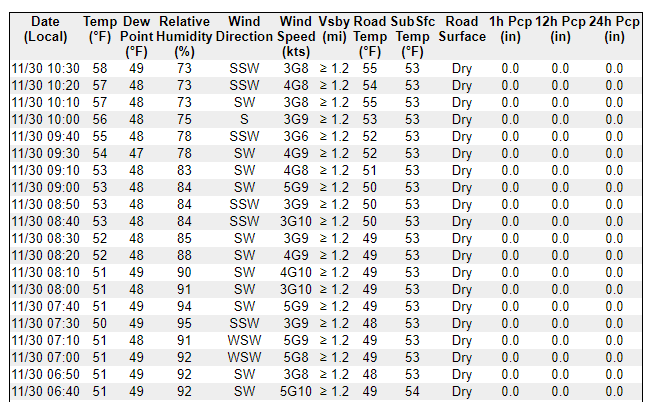 Date Temp Dew Relative Wind Wind Vsby Road SubSfc Road 1h Pcp 12h Pcp 24h Pcp
(Local) (°F) Point Humidity Direction Speed (mi) Temp Temp Surface (in) (in) (in)
(°F) (%) (kts) (°F) (°F)
11/30 10:30 58 49 73 SSW 3G8 ≥ 1.2 55 53 Dry 0.0 0.0 0.0
11/30 10:20 57 48 73 SSW 4G8 ≥ 1.2 54 53 Dry 0.0 0.0 0.0
11/30 10:10 57 48 73 SW 3G8 ≥ 1.2 55 53 Dry 0.0 0.0 0.0
11/30 10:00 56 48 75 S 3G9 ≥ 1.2 53 53 Dry 0.0 0.0 0.0
11/30 09:40 55 48 78 SSW 3G6 ≥ 1.2 52 53 Dry 0.0 0.0 0.0
11/30 09:30 54 47 78 SW 4G9 ≥ 1.2 52 53 Dry 0.0 0.0 0.0
11/30 09:10 53 48 83 SW 4G8 ≥ 1.2 51 53 Dry 0.0 0.0 0.0
11/30 09:00 53 48 84 SW 5G9 ≥ 1.2 50 53 Dry 0.0 0.0 0.0
11/30 08:50 53 48 84 SSW 3G9 ≥ 1.2 50 53 Dry 0.0 0.0 0.0
11/30 08:40 53 48 84 SSW 3G10 ≥ 1.2 50 53 Dry 0.0 0.0 0.0
11/30 08:30 52 48 85 SW 3G9 ≥ 1.2 49 53 Dry 0.0 0.0 0.0
11/30 08:20 52 48 88 SW 4G9 ≥ 1.2 49 53 Dry 0.0 0.0 0.0
11/30 08:10 51 49 90 SW 4G10 ≥ 1.2 49 53 Dry 0.0 0.0 0.0
11/30 08:00 51 48 91 SW 3G10 ≥ 1.2 49 53 Dry 0.0 0.0 0.0
11/30 07:40 51 49 94 SW 5G9 ≥ 1.2 49 53 Dry 0.0 0.0 0.0
11/30 07:30 50 49 95 SSW 3G9 ≥ 1.2 48 53 Dry 0.0 0.0 0.0
11/30 07:10 51 48 91 WSW 5G9 ≥ 1.2 49 53 Dry 0.0 0.0 0.0
11/30 07:00 51 49 92 WSW 5G8 ≥ 1.2 49 53 Dry 0.0 0.0 0.0
11/30 06:50 51 49 92 SW 3G8 ≥ 1.2 48 53 Dry 0.0 0.0 0.0
11/30 06:40 51 49 92 SW 5G10 ≥ 1.2 49 54 Dry 0.0 0.0 0.0